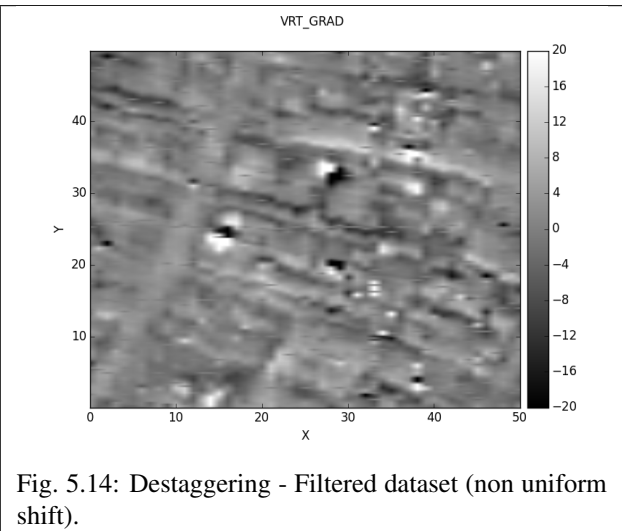 VRT_GRAD
20
16
12
8
4
0
−4
−8
−12
−16
−20
40
30
20
10
Y
0 10 20 30 40 50
X
Fig. 5.14: Destaggering - Filtered dataset (non uniform
shift).